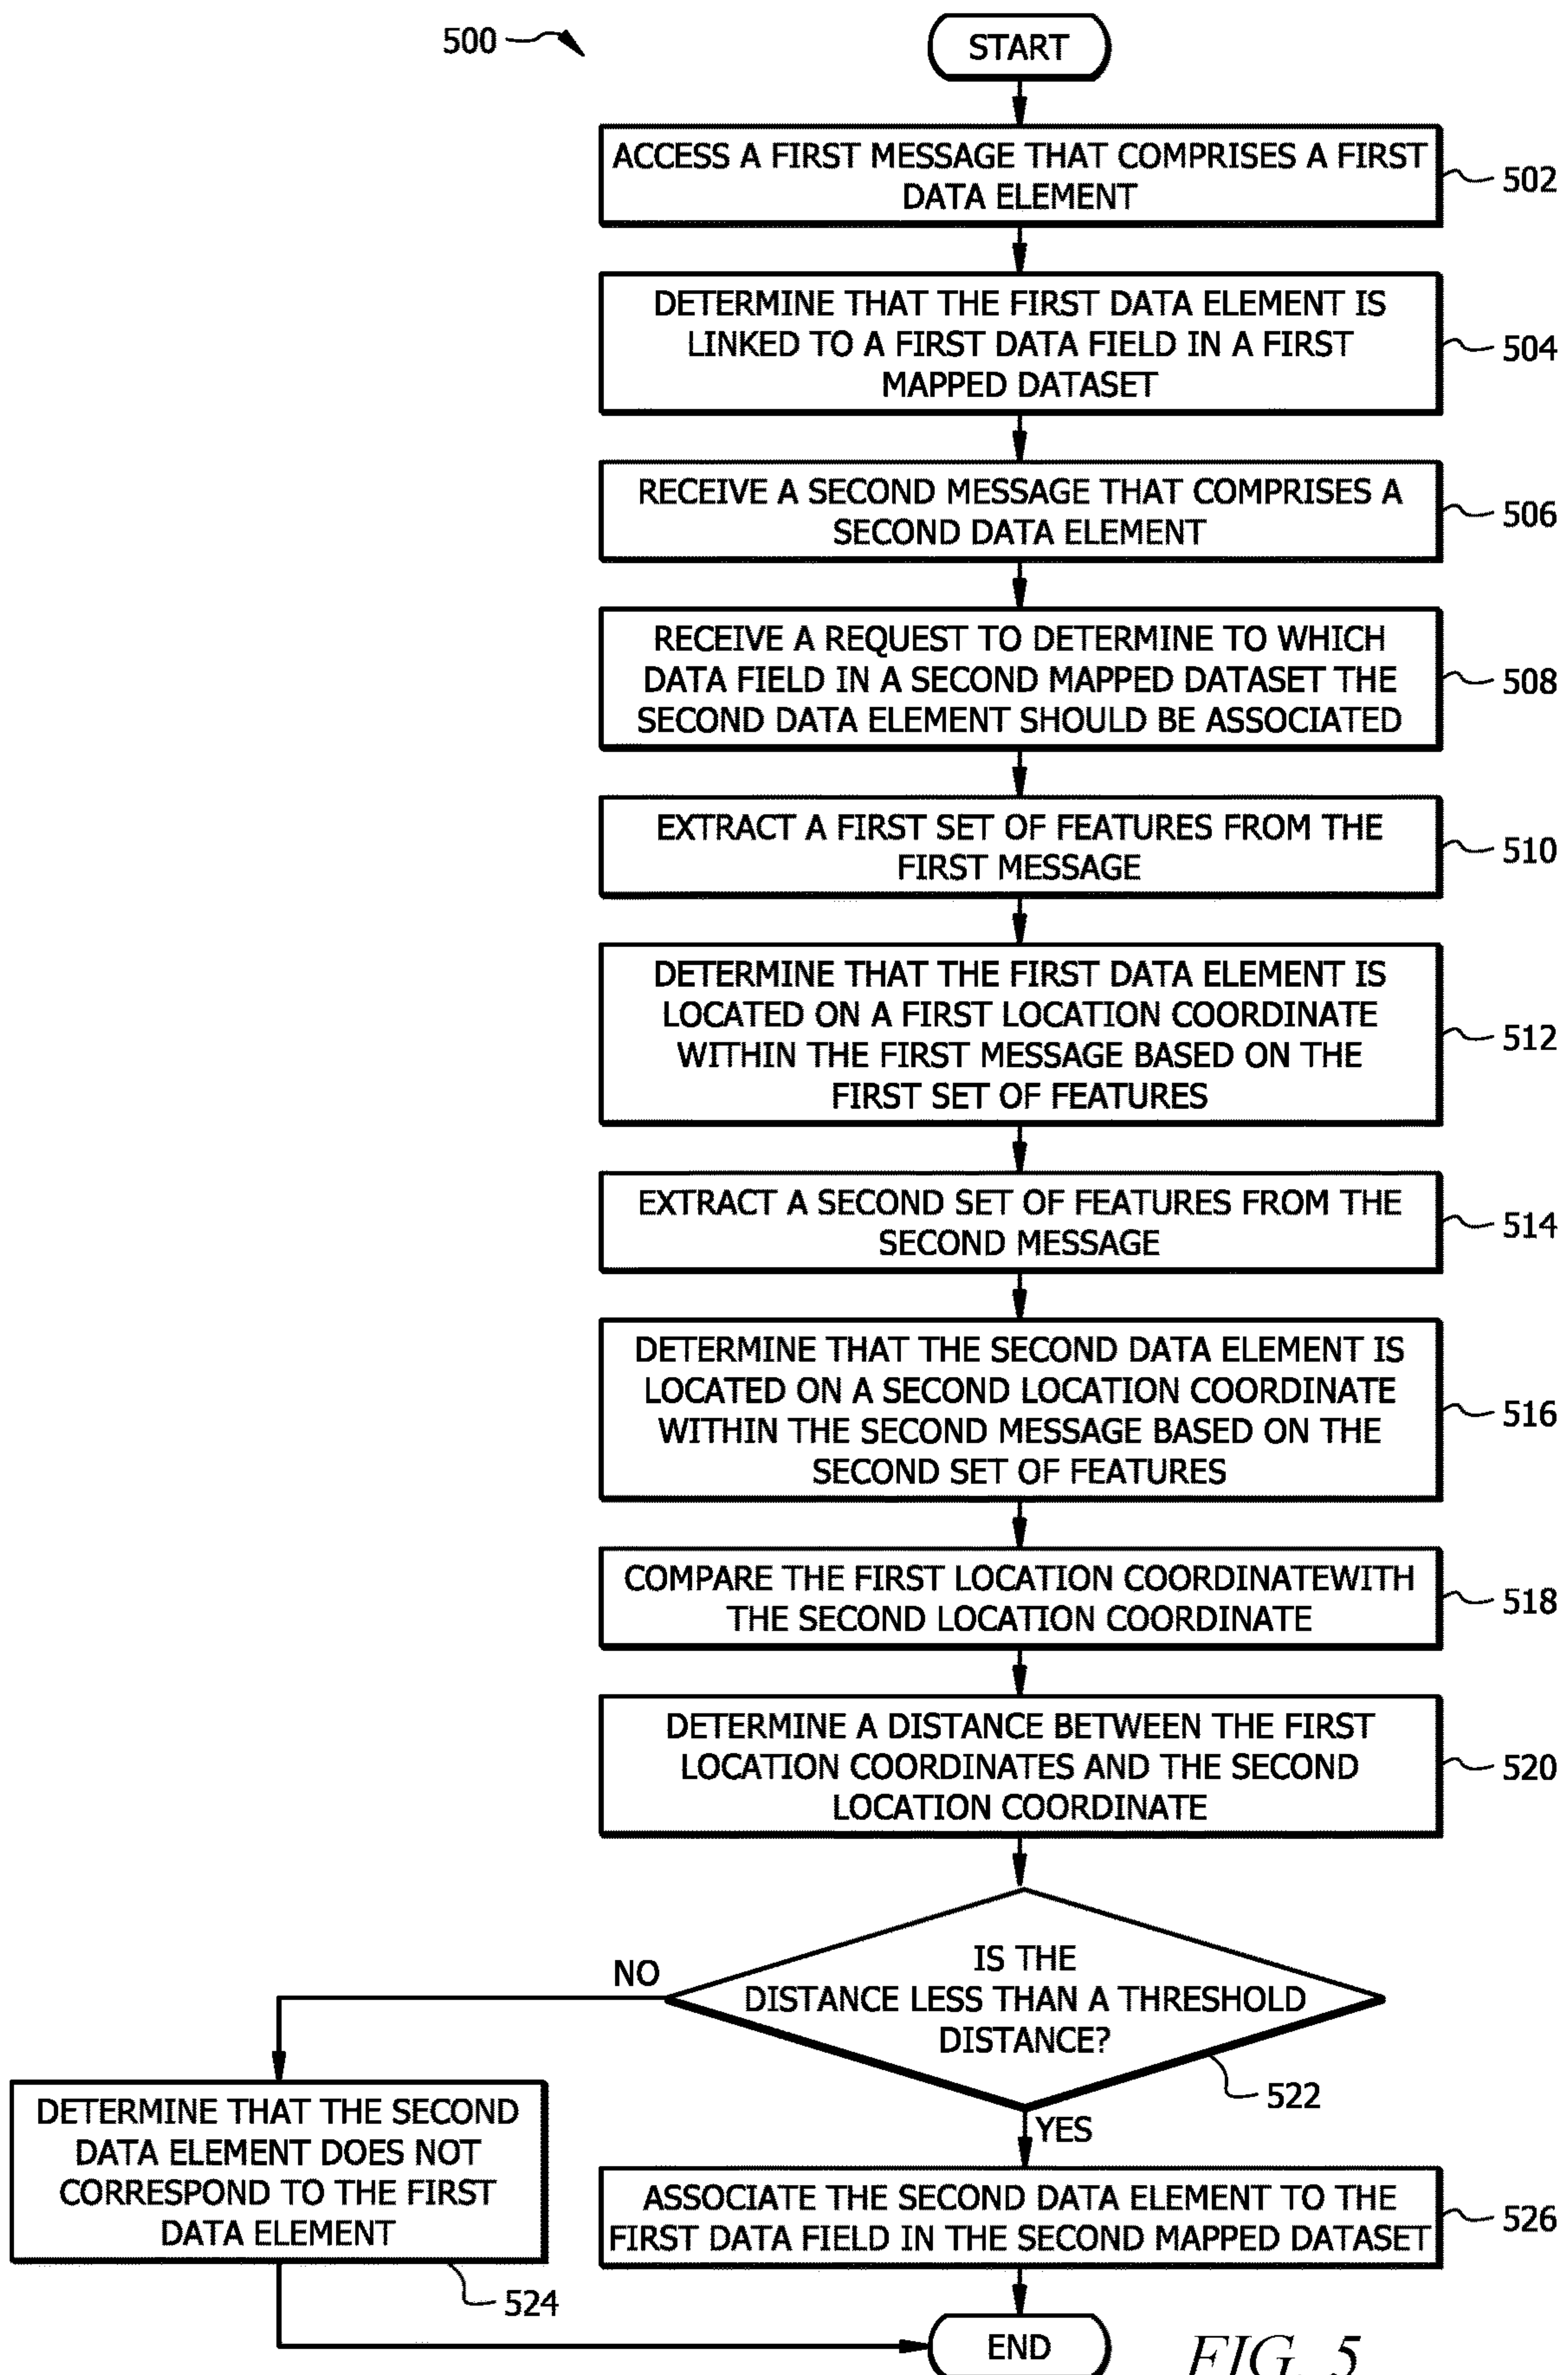 500
START
ACCESS A FIRST MESSAGE THAT COMPRISES A FIRST
DATA ELEMENT
502
DETERMINE THAT THE FIRST DATA ELEMENT IS
LINKED TO A FIRST DATA FIELD IN A FIRST
MAPPED DATASET
504
RECEIVE A SECOND MESSAGE THAT COMPRISES A
SECOND DATA ELEMENT
506
RECEIVE A REQUEST TO DETERMINE TO WHICH
DATA FIELD IN A SECOND MAPPED DATASET THE
SECOND DATA ELEMENT SHOULD BE ASSOCIATED
508
EXTRACT A FIRST SET OF FEATURES FROM THE
FIRST MESSAGE
510
DETERMINE THAT THE FIRST DATA ELEMENT IS
LOCATED ON A FIRST LOCATION COORDINATE
WITHIN THE FIRST MESSAGE BASED ON THE
FIRST SET OF FEATURES
512
EXTRACT A SECOND SET OF FEATURES FROM THE
SECOND MESSAGE
514
DETERMINE THAT THE SECOND DATA ELEMENT IS
LOCATED ON A SECOND LOCATION COORDINATE
WITHIN THE SECOND MESSAGE BASED ON THE
SECOND SET OF FEATURES
516
COMPARE THE FIRST LOCATION COORDINATEWITH
THE SECOND LOCATION COORDINATE
518
DETERMINE A DISTANCE BETWEEN THE FIRST
LOCATION COORDINATES AND THE SECOND
LOCATION COORDINATE
520
IS THE
DISTANCE LESS THAN A THRESHOLD
DISTANCE?
522
NO
YES
DETERMINE THAT THE SECOND
DATA ELEMENT DOES NOT
CORRESPOND TO THE FIRST
DATA ELEMENT
524
ASSOCIATE THE SECOND DATA ELEMENT TO THE
FIRST DATA FIELD IN THE SECOND MAPPED DATASET
526
END
FIG. 5